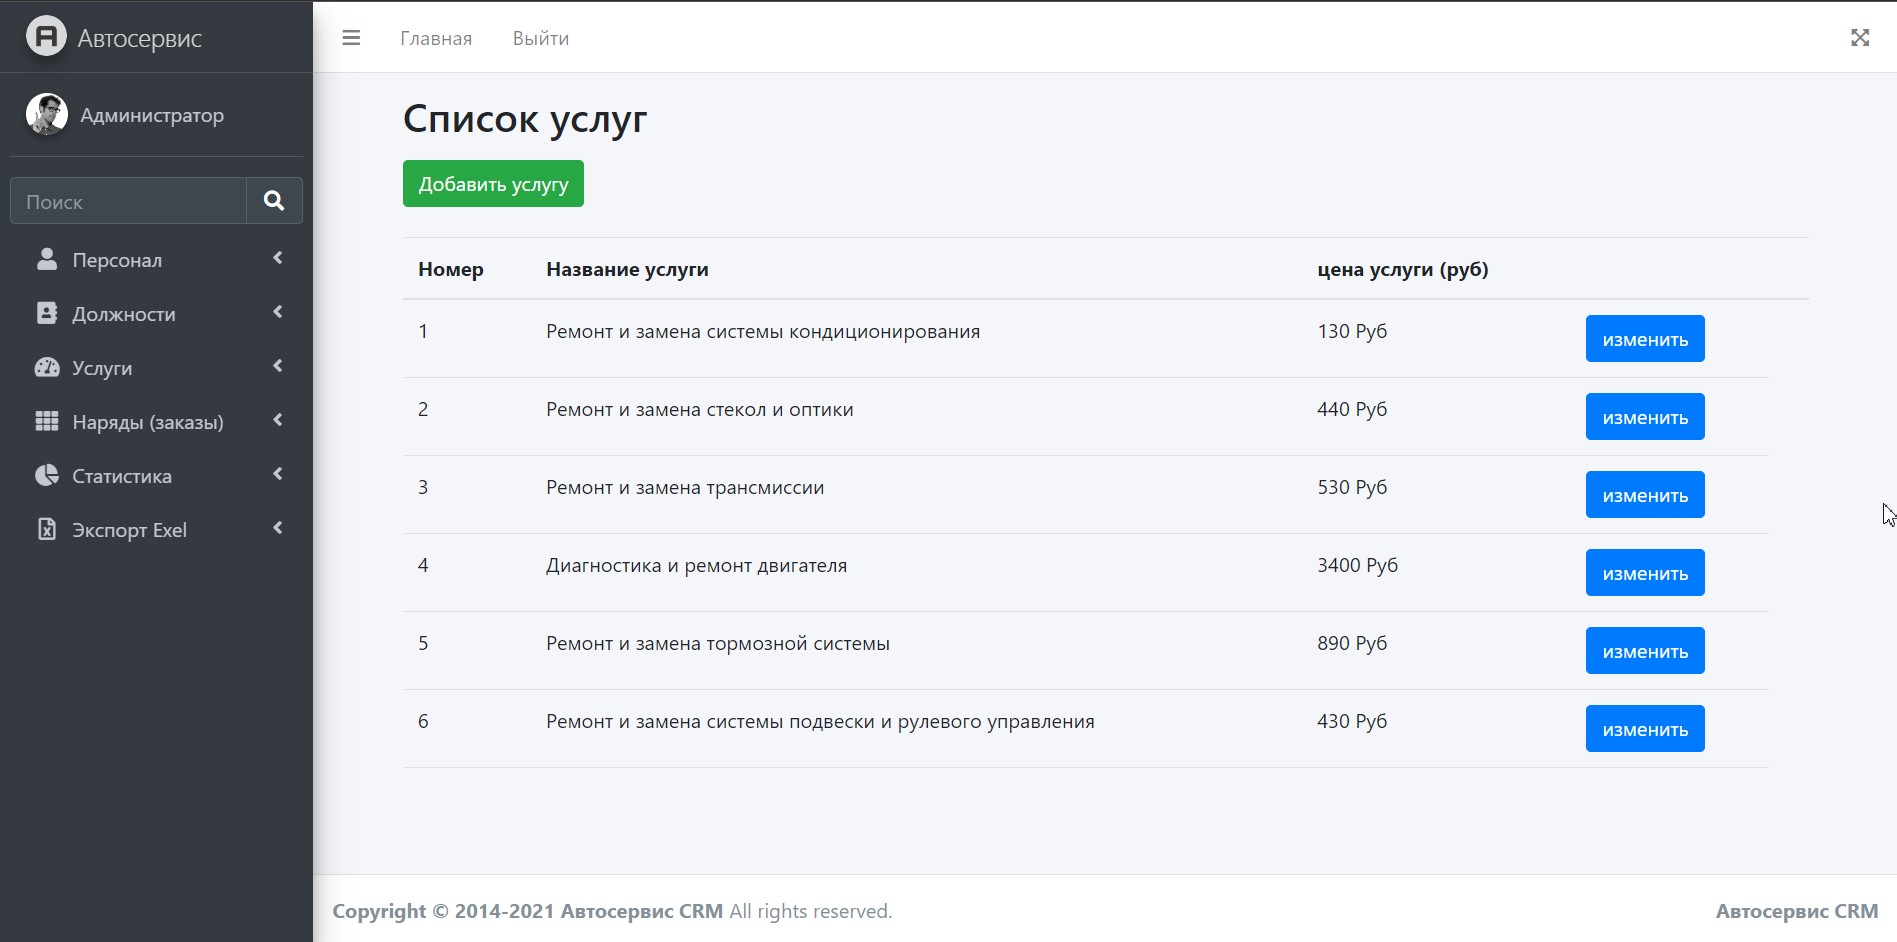 Автосервис
Главная Выйти
Администратор
Поиск
Персонал
Должности
Услуги
Наряды (заказы)
Статистика
Экспорт Exel
Список услуг
Добавить услугу
Номер Название услуги цена услуги (руб)
1 Ремонт и замена системы кондиционирования 130 Руб изменить
2 Ремонт и замена стекол и оптики 440 Руб изменить
3 Ремонт и замена трансмиссии 530 Руб изменить
4 Диагностика и ремонт двигателя 3400 Руб изменить
5 Ремонт и замена тормозной системы 890 Руб изменить
6 Ремонт и замена системы подвески и рулевого управления 430 Руб изменить
Copyright © 2014-2021 Автосервис CRM All rights reserved. Автосервис CRM